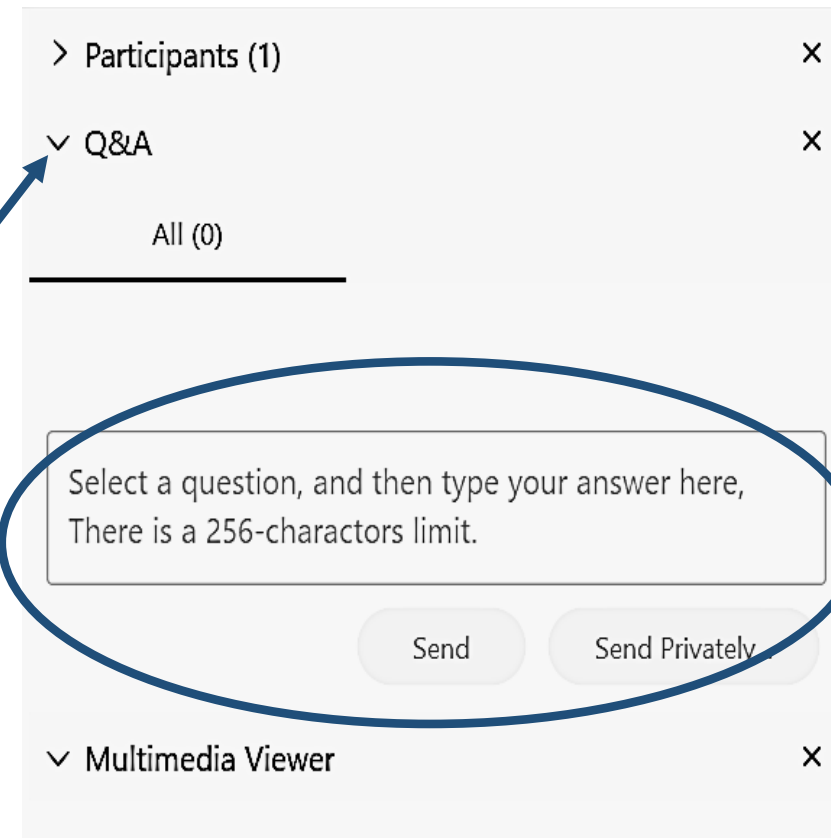 Participants (1)
Q&A
All (0)
Select a question, and then type your answer here,
There is a 256-charactors limit.
Send
Send Privately...
Multimedia Viewer